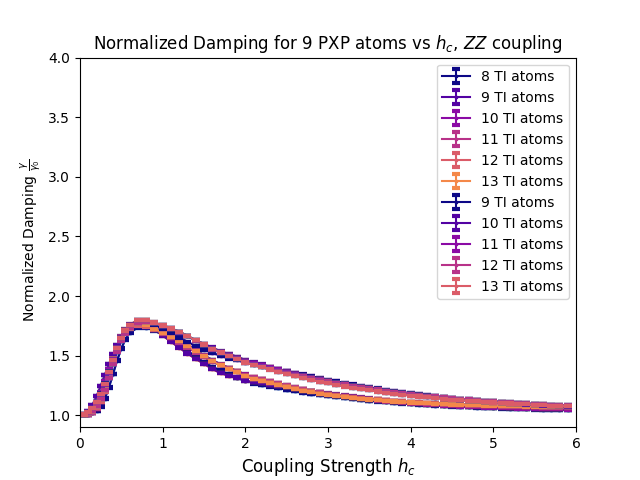 Normalized Damping for 9 PXP atoms vs h_c, ZZ coupling
4.0
3.5
3.0
2.5
2.0
1.5
1.0
Normalized Damping γ/γ₀
8 TI atoms
9 TI atoms
10 TI atoms
11 TI atoms
12 TI atoms
13 TI atoms
9 TI atoms
10 TI atoms
11 TI atoms
12 TI atoms
13 TI atoms
0 1 2 3 4 5 6
Coupling Strength h_c